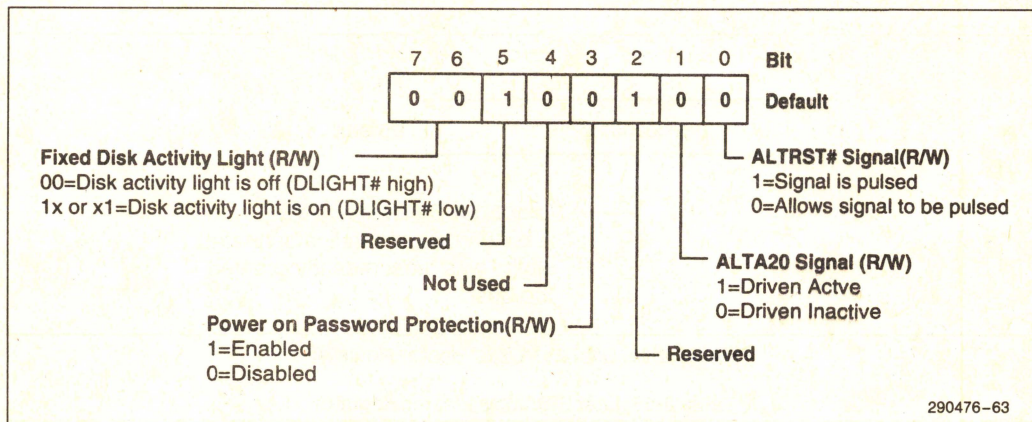 7 6 5 4 3 2 1 0 Bit
0 0 1 0 0 1 0 0 Default
Fixed Disk Activity Light (R/W)
00=Disk activity light is off (DLIGHT# high)
1x or x1=Disk activity light is on (DLIGHT# low)
Reserved
Not Used
Power on Password Protection(R/W)
1=Enabled
0=Disabled
ALTRST# Signal(R/W)
1=Signal is pulsed
0=Allows signal to be pulsed
ALTA20 Signal (R/W)
1=Driven Actve
0=Driven Inactive
Reserved
290476-63